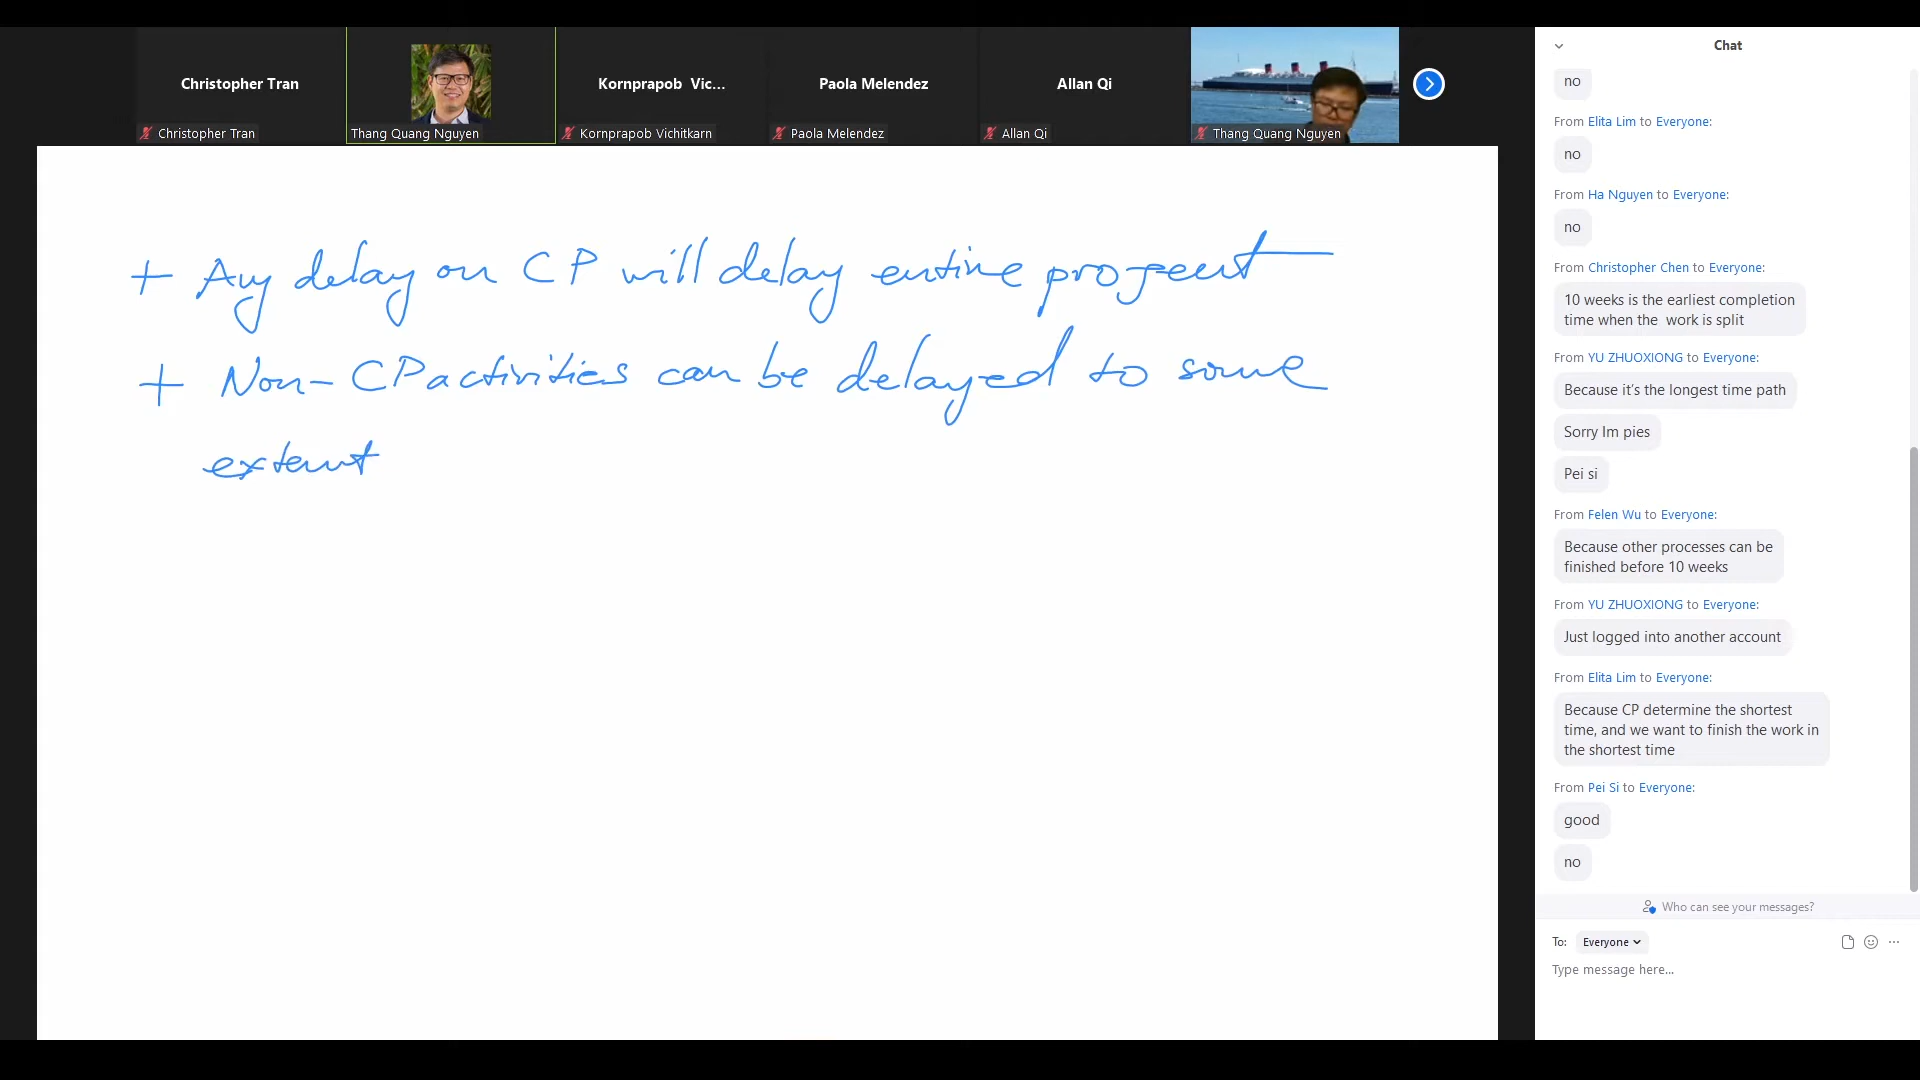 Christopher Tran
Kornprapob Vic...
Paola Melendez
Allan Qi
Christopher Tran
Thang Quang Nguyen
Kornprapob Vichitkarn
Paola Melendez
Allan Qi
Thang Quang Nguyen
+ Any delay on CP will delay entire project
+ Non-CP activities can be delayed to some
extent
Chat
no
From Elita Lim to Everyone:
no
From Ha Nguyen to Everyone:
no
From Christopher Chen to Everyone:
10 weeks is the earliest completion
time when the work is split
From YU ZHUOXIONG to Everyone:
Because it's the longest time path
Sorry Im pies
Pei si
From Felen Wu to Everyone:
Because other processes can be
finished before 10 weeks
From YU ZHUOXIONG to Everyone:
Just logged into another account
From Elita Lim to Everyone:
Because CP determine the shortest
time, and we want to finish the work in
the shortest time
From Pei Si to Everyone:
good
no
Who can see your messages?
To: Everyone
Type message here...